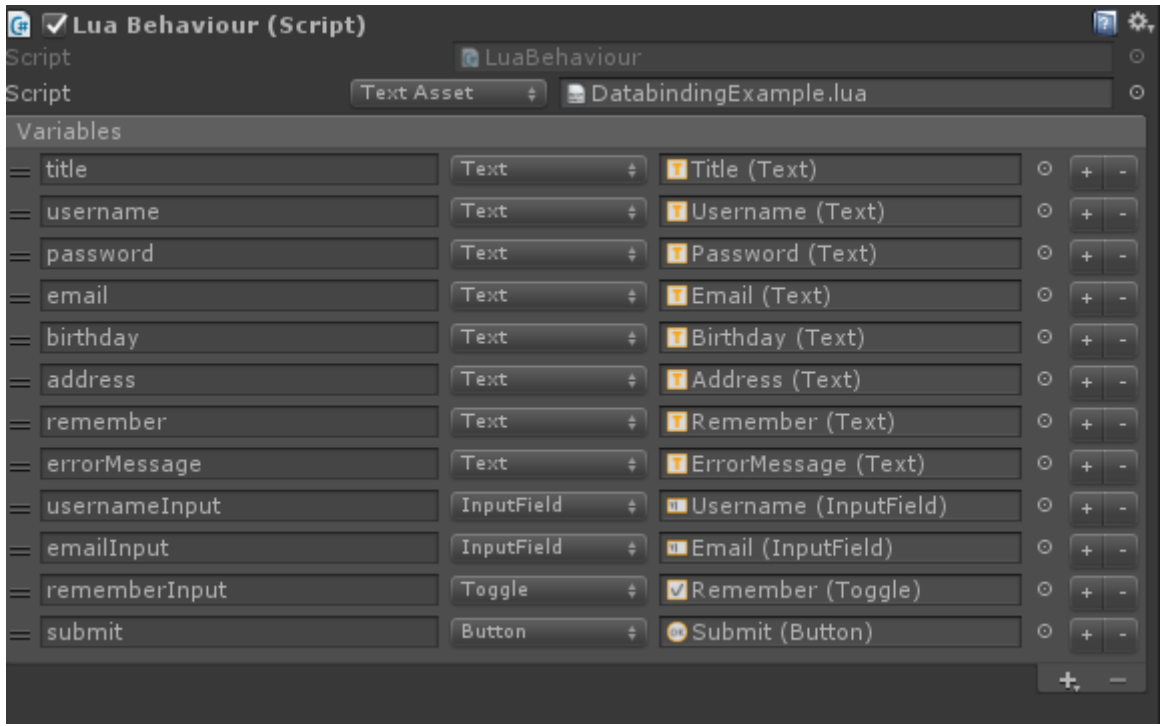 Lua Behaviour (Script)
Script LuaBehaviour
Script Text Asset DatabindingExample.lua
Variables
title Text Title (Text) + -
username Text Username (Text) + -
password Text Password (Text) + -
email Text Email (Text) + -
birthday Text Birthday (Text) + -
address Text Address (Text) + -
remember Text Remember (Text) + -
errorMessage Text ErrorMessage (Text) + -
usernameInput InputField Username (InputField) + -
emailInput InputField Email (InputField) + -
rememberInput Toggle Remember (Toggle) + -
submit Button Submit (Button) + -